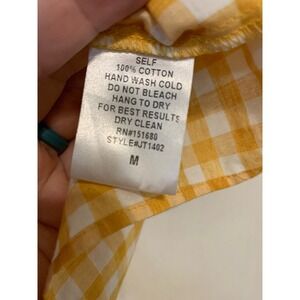 SELF
100% COTTON
HAND WASH COLD
DO NOT BLEACH
HANG TO DRY
FOR BEST RESULTS
DRY CLEAN
RN#151680
STYLE#JT1402
M